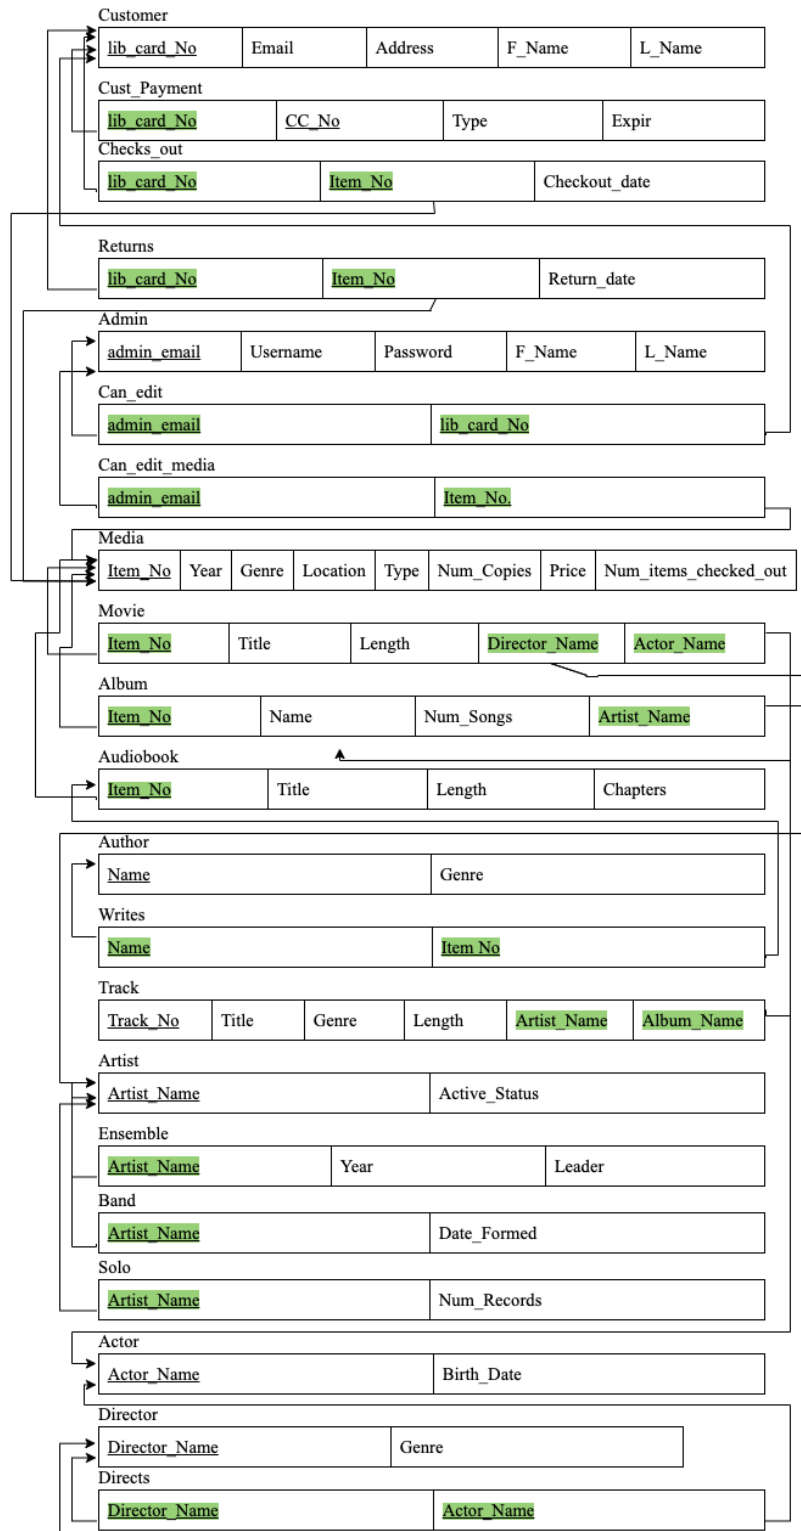 Customer
lib_card_No Email Address F_Name L_Name
Cust_Payment
lib_card_No CC_No Type Expir
Checks_out
lib_card_No Item_No Checkout_date
Returns
lib_card_No Item_No Return_date
Admin
admin_email Username Password F_Name L_Name
Can_edit
admin_email lib_card_No
Can_edit_media
admin_email Item_No.
Media
Item_No Year Genre Location Type Num_Copies Price Num_items_checked_out
Movie
Item_No Title Length Director_Name Actor_Name
Album
Item_No Name Num_Songs Artist_Name
Audiobook
Item_No Title Length Chapters
Author
Name Genre
Writes
Name Item No
Track
Track_No Title Genre Length Artist_Name Album_Name
Artist
Artist_Name Active_Status
Ensemble
Artist_Name Year Leader
Band
Artist_Name Date_Formed
Solo
Artist_Name Num_Records
Actor
Actor_Name Birth_Date
Director
Director_Name Genre
Directs
Director_Name Actor_Name